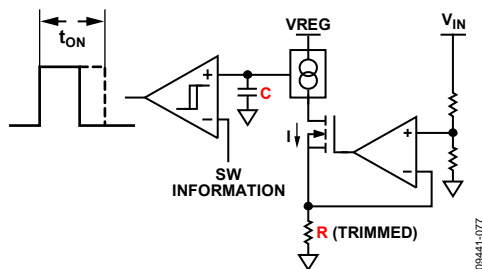 tON
VREG
VIN
C
I
SW
INFORMATION
R (TRIMMED)
09441-077
+
−
+
−